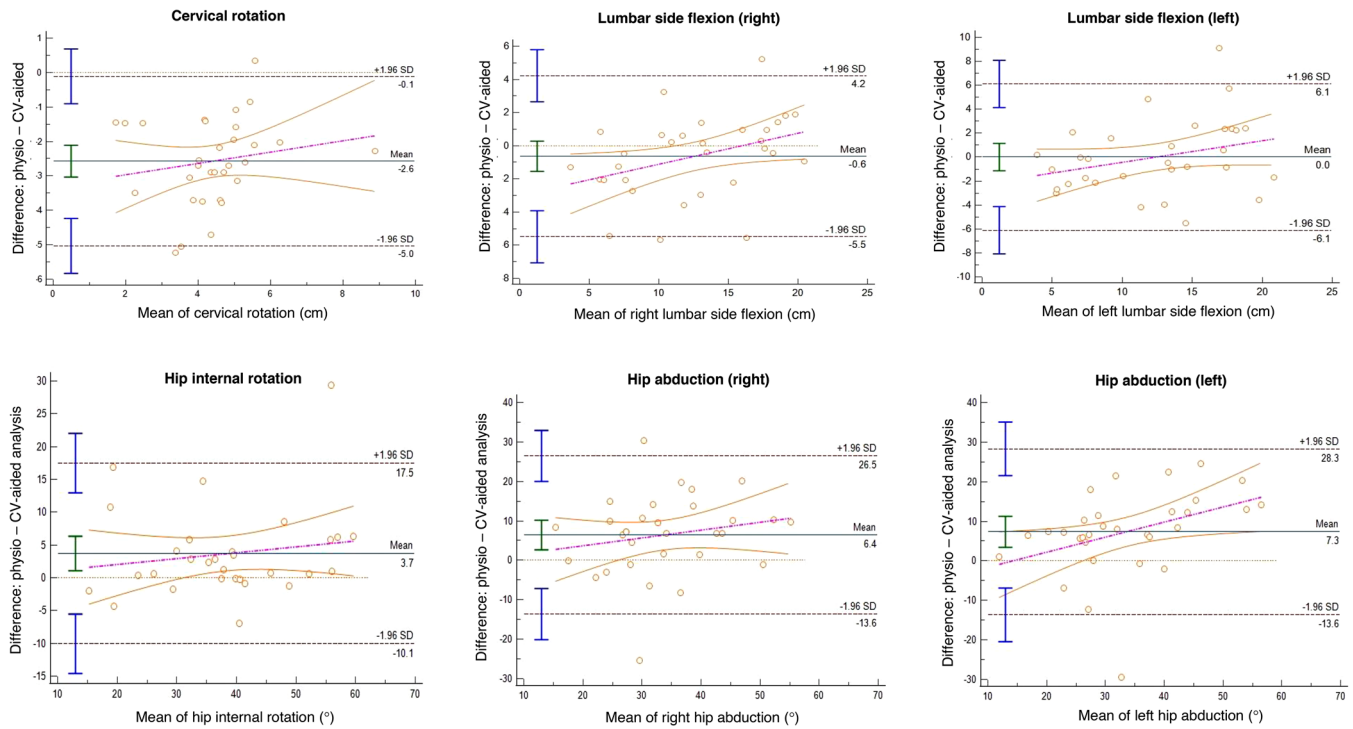 Cervical rotation
Difference: physio – CV-aided
1
0
-1
-2
-3
-4
-5
-6
+1.96 SD
-0.1
Mean
-2.6
-1.96 SD
-5.0
0 2 4 6 8 10
Mean of cervical rotation (cm)
Lumbar side flexion (right)
Difference: physio – CV-aided
6
4
2
0
2
4
6
8
+1.96 SD
4.2
Mean
-0.6
-1.96 SD
-5.5
0 5 10 15 20 25
Mean of right lumbar side flexion (cm)
Lumbar side flexion (left)
Difference: physio – CV-aided
10
8
6
4
2
0
-2
-4
-6
-8
-10
+1.96 SD
6.1
Mean
0.0
-1.96 SD
-6.1
0 5 10 15 20 25
Mean of left lumbar side flexion (cm)
Hip internal rotation
Difference: physio – CV-aided analysis
30
25
20
15
10
5
0
-5
-10
-15
+1.96 SD
17.5
Mean
3.7
-1.96 SD
-10.1
10 20 30 40 50 60 70
Mean of hip internal rotation (°)
Hip abduction (right)
Difference: physio – CV-aided analysis
40
30
20
10
0
-10
-20
-30
+1.96 SD
26.5
Mean
6.4
-1.96 SD
-13.6
10 20 30 40 50 60 70
Mean of right hip abduction (°)
Hip abduction (left)
Difference: physio – CV-aided analysis
40
30
20
10
0
-10
-20
-30
+1.96 SD
28.3
Mean
7.3
-1.96 SD
-13.6
10 20 30 40 50 60 70
Mean of left hip abduction (°)